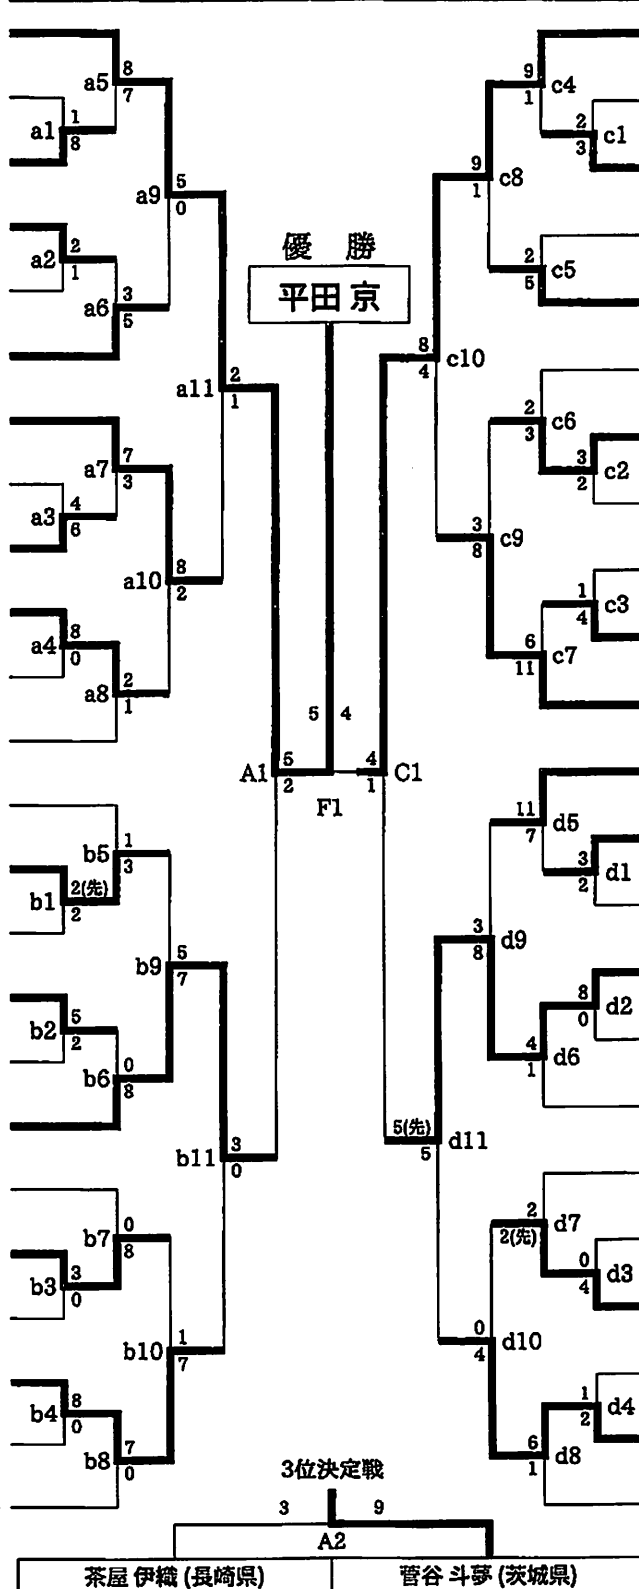 優 勝
平田 京
a5
8
7
a1
1
8
a9
5
0
a2
2
1
a6
3
5
a11
2
1
a7
7
3
a3
4
6
a10
8
2
a4
8
0
a8
2
1
A1
5
2
5
4
F1
4
1
C1
b5
1
3
b1
2(先)
2
b9
5
7
b2
5
2
b6
0
8
b11
3
0
b7
0
8
b3
3
0
b10
1
7
b4
8
0
b8
7
0
9
1
c4
2
3
c1
9
1
c8
2
5
c5
8
4
c10
2
3
c6
3
2
c2
3
8
c9
1
4
c3
6
11
c7
11
7
d5
3
2
d1
3
8
d9
8
0
d2
4
1
d6
5(先)
5
d11
2
2(先)
d7
0
4
d3
0
4
d10
1
2
d4
6
1
d8
3位決定戦
3
9
A2
茶屋 伊織 (長崎県)
菅谷 斗夢 (茨城県)